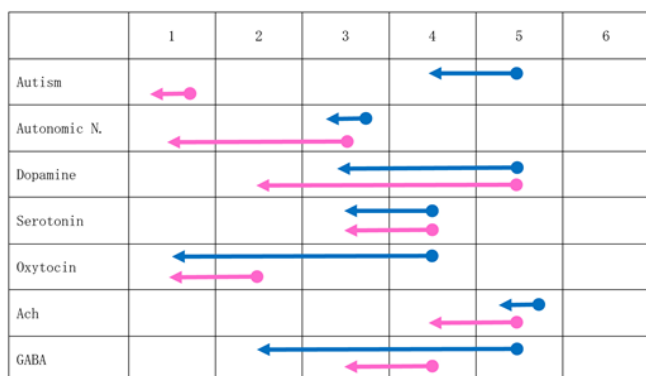 1 2 3 4 5 6
Autism
Autonomic N.
Dopamine
Serotonin
Oxytocin
Ach
GABA